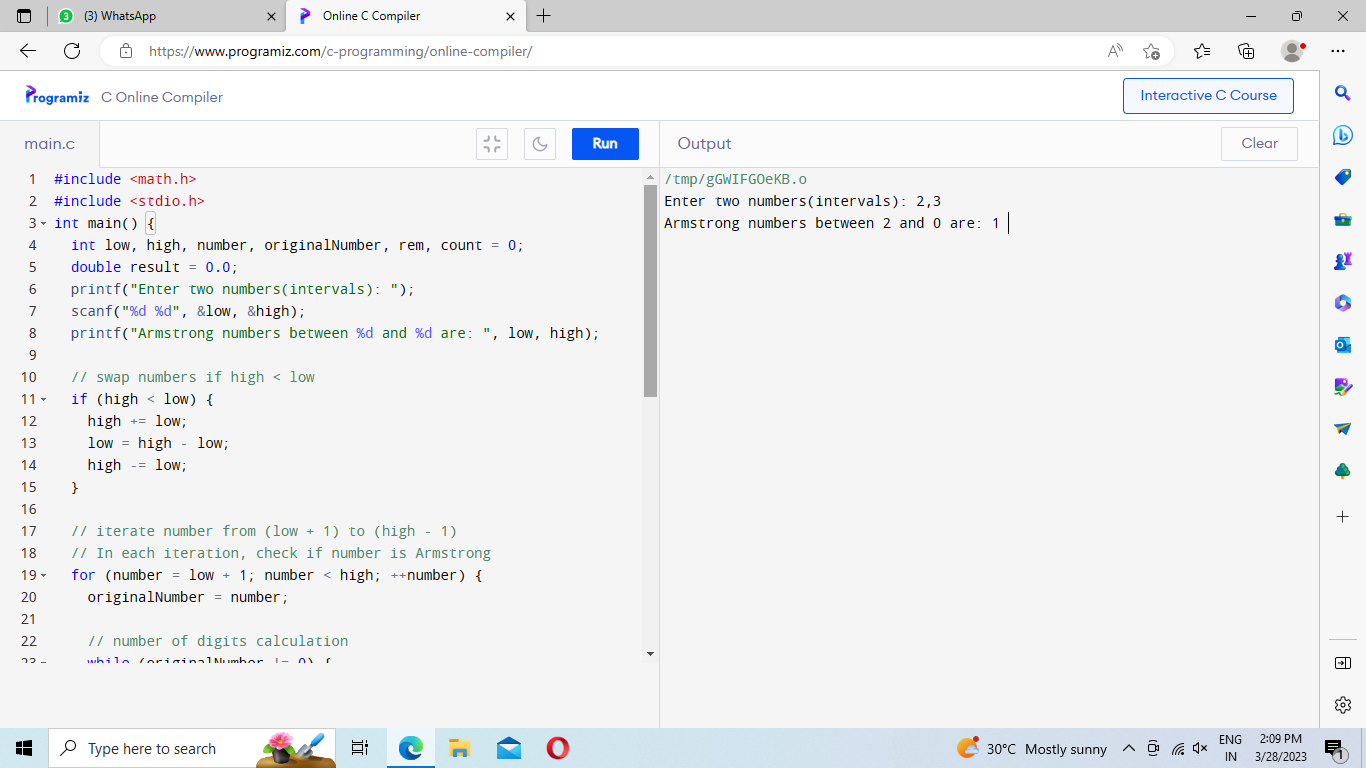 (3) WhatsApp
Online C Compiler
https://www.programiz.com/c-programming/online-compiler/
Programiz C Online Compiler
Interactive C Course
main.c
Run
Output
Clear
1 #include <math.h>
2 #include <stdio.h>
3 int main() {
4 int low, high, number, originalNumber, rem, count = 0;
5 double result = 0.0;
6 printf("Enter two numbers(intervals): ");
7 scanf("%d %d", &low, &high);
8 printf("Armstrong numbers between %d and %d are: ", low, high);
9
10 // swap numbers if high < low
11 if (high < low) {
12 high += low;
13 low = high - low;
14 high -= low;
15 }
16
17 // iterate number from (low + 1) to (high - 1)
18 // In each iteration, check if number is Armstrong
19 for (number = low + 1; number < high; ++number) {
20 originalNumber = number;
21
22 // number of digits calculation
23 while (originalNumber != 0) {
/tmp/gGWIFGOeKB.o
Enter two numbers(intervals): 2,3
Armstrong numbers between 2 and 0 are: 1
Type here to search
30°C Mostly sunny
ENG
IN
2:09 PM
3/28/2023
1